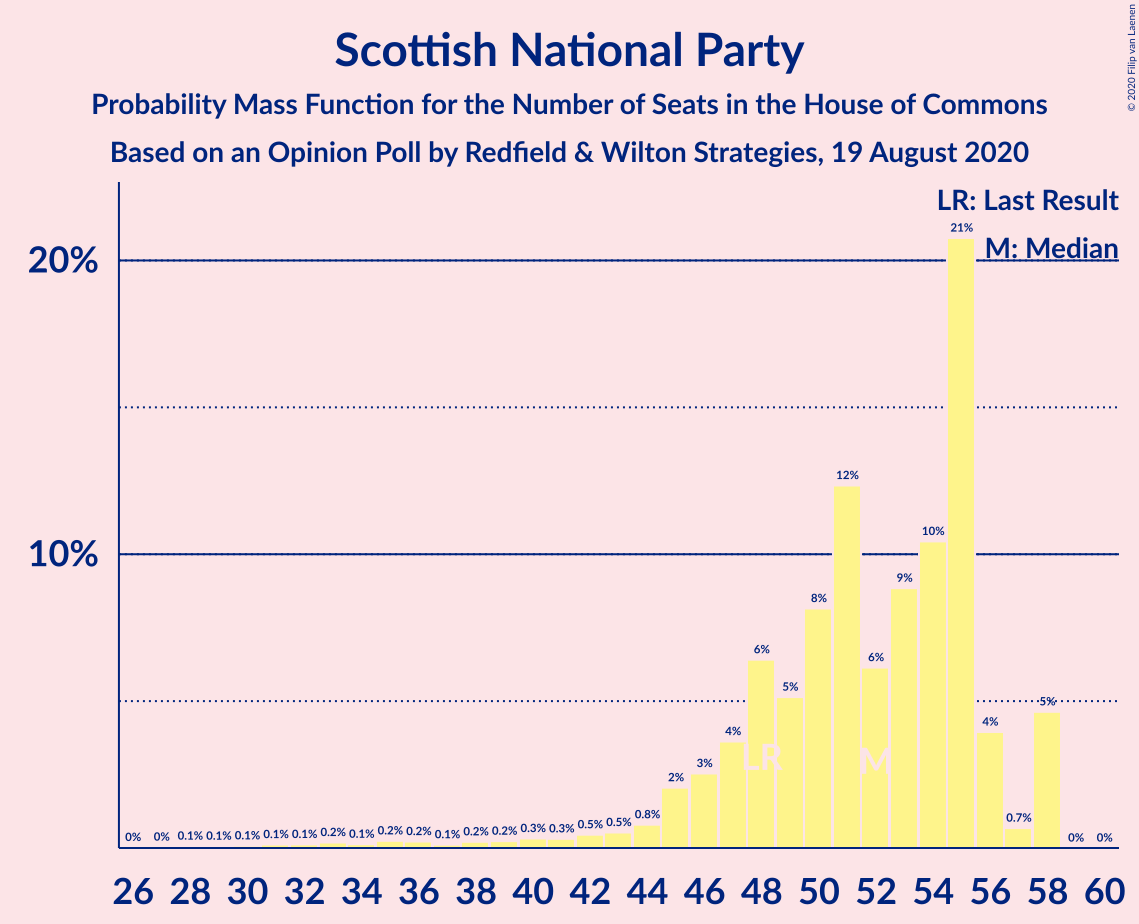 Scottish National Party
Probability Mass Function for the Number of Seats in the House of Commons
Based on an Opinion Poll by Redfield & Wilton Strategies, 19 August 2020
© 2020 Filip van Laenen
LR: Last Result
M: Median
20%
10%
0% 0% 0.1% 0.1% 0.1% 0.1% 0.1% 0.2% 0.1% 0.2% 0.2% 0.1% 0.2% 0.2% 0.3% 0.3% 0.5% 0.5% 0.8% 2% 3% 4% 6% 5% 8% 12% 6% 9% 10% 21% 4% 0.7% 5% 0% 0%
LR M
26 28 30 32 34 36 38 40 42 44 46 48 50 52 54 56 58 60